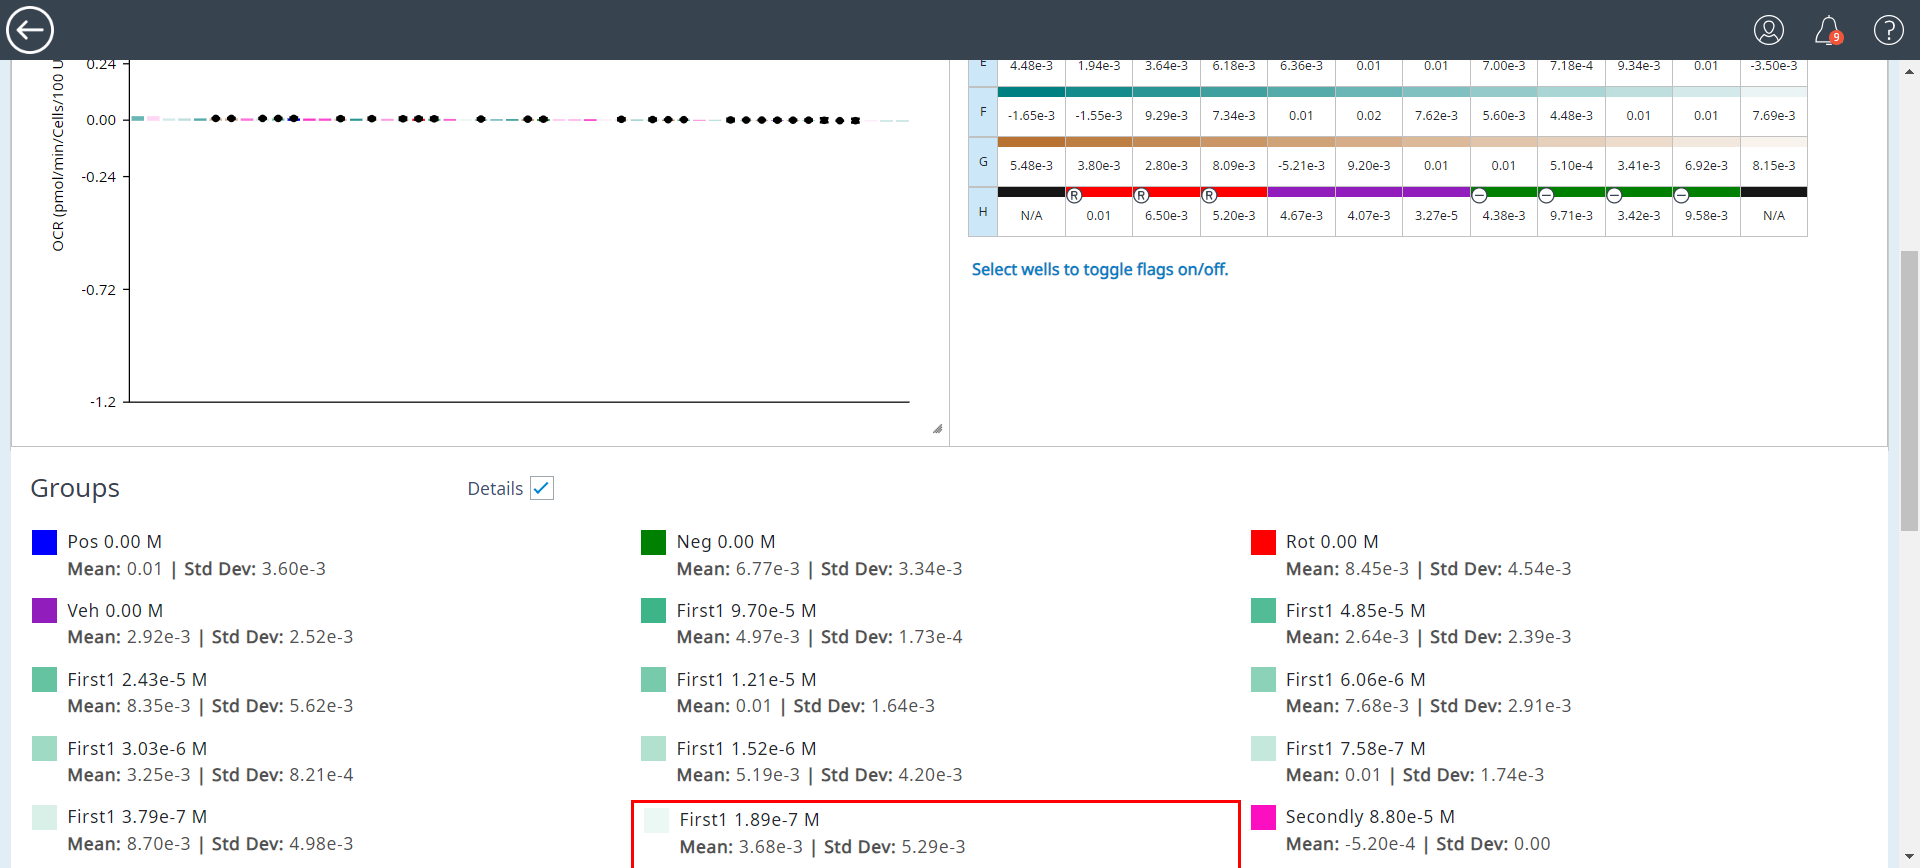 9
?
0.24
0.00
-0.24
-0.72
-1.2
OCR (pmol/min/Cells/100 U
E 4.48e-3 1.94e-3 3.64e-3 6.18e-3 6.36e-3 0.01 0.01 7.00e-3 7.18e-4 9.34e-3 0.01 -3.50e-3
F -1.65e-3 -1.55e-3 9.29e-3 7.34e-3 0.01 0.02 7.62e-3 5.60e-3 4.48e-3 0.01 0.01 7.69e-3
G 5.48e-3 3.80e-3 2.80e-3 8.09e-3 -5.21e-3 9.20e-3 0.01 0.01 5.10e-4 3.41e-3 6.92e-3 8.15e-3
R R R
H N/A 0.01 6.50e-3 5.20e-3 4.67e-3 4.07e-3 3.27e-5 4.38e-3 9.71e-3 3.42e-3 9.58e-3 N/A
Select wells to toggle flags on/off.
Groups
Details
Pos 0.00 M
Mean: 0.01 | Std Dev: 3.60e-3
Neg 0.00 M
Mean: 6.77e-3 | Std Dev: 3.34e-3
Rot 0.00 M
Mean: 8.45e-3 | Std Dev: 4.54e-3
Veh 0.00 M
Mean: 2.92e-3 | Std Dev: 2.52e-3
First1 9.70e-5 M
Mean: 4.97e-3 | Std Dev: 1.73e-4
First1 4.85e-5 M
Mean: 2.64e-3 | Std Dev: 2.39e-3
First1 2.43e-5 M
Mean: 8.35e-3 | Std Dev: 5.62e-3
First1 1.21e-5 M
Mean: 0.01 | Std Dev: 1.64e-3
First1 6.06e-6 M
Mean: 7.68e-3 | Std Dev: 2.91e-3
First1 3.03e-6 M
Mean: 3.25e-3 | Std Dev: 8.21e-4
First1 1.52e-6 M
Mean: 5.19e-3 | Std Dev: 4.20e-3
First1 7.58e-7 M
Mean: 0.01 | Std Dev: 1.74e-3
First1 3.79e-7 M
Mean: 8.70e-3 | Std Dev: 4.98e-3
First1 1.89e-7 M
Mean: 3.68e-3 | Std Dev: 5.29e-3
Secondly 8.80e-5 M
Mean: -5.20e-4 | Std Dev: 0.00